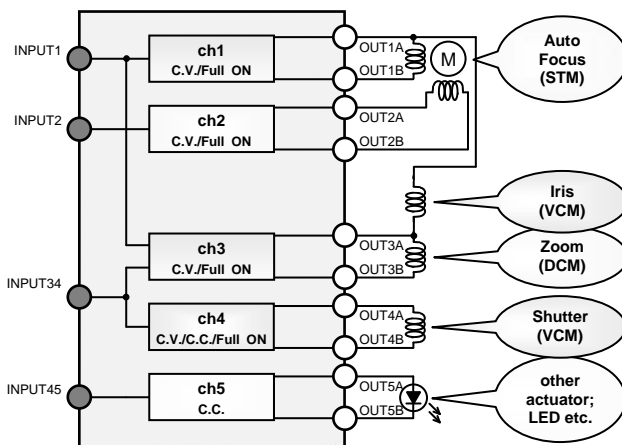 INPUT1
ch1
C.V./Full ON
OUT1A
OUT1B
M
Auto
Focus
(STM)
INPUT2
ch2
C.V./Full ON
OUT2A
OUT2B
Iris
(VCM)
ch3
C.V./Full ON
OUT3A
OUT3B
Zoom
(DCM)
INPUT34
ch4
C.V./C.C./Full ON
OUT4A
OUT4B
Shutter
(VCM)
INPUT45
ch5
C.C.
OUT5A
OUT5B
other
actuator;
LED etc.